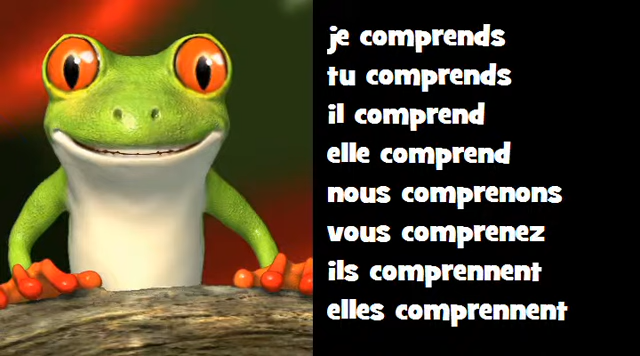 je comprends
tu comprends
il comprend
elle comprend
nous comprenons
vous comprenez
ils comprennent
elles comprennent